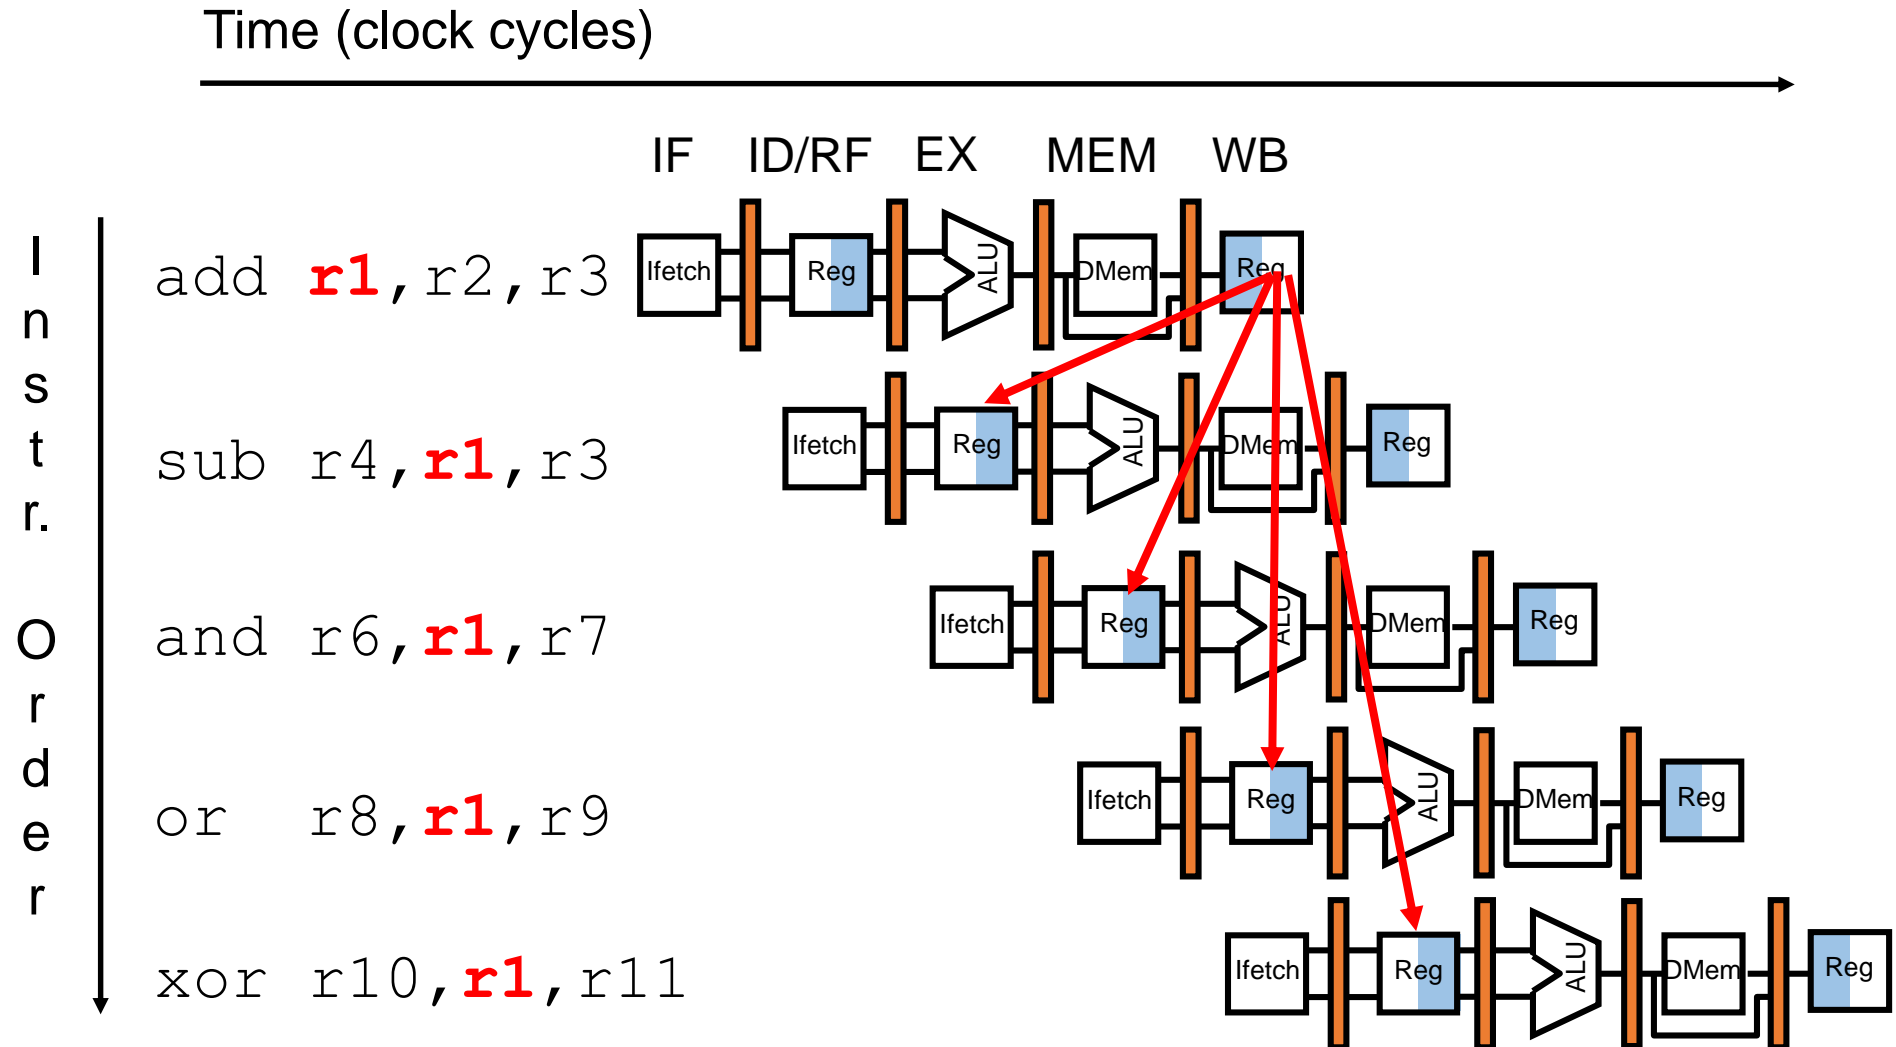 Time (clock cycles)
IF ID/RF EX MEM WB
Instr. Order
add r1,r2,r3
Ifetch Reg ALU DMem Reg
sub r4,r1,r3
Ifetch Reg ALU DMem Reg
and r6,r1,r7
Ifetch Reg ALU DMem Reg
or r8,r1,r9
Ifetch Reg ALU DMem Reg
xor r10,r1,r11
Ifetch Reg ALU DMem Reg